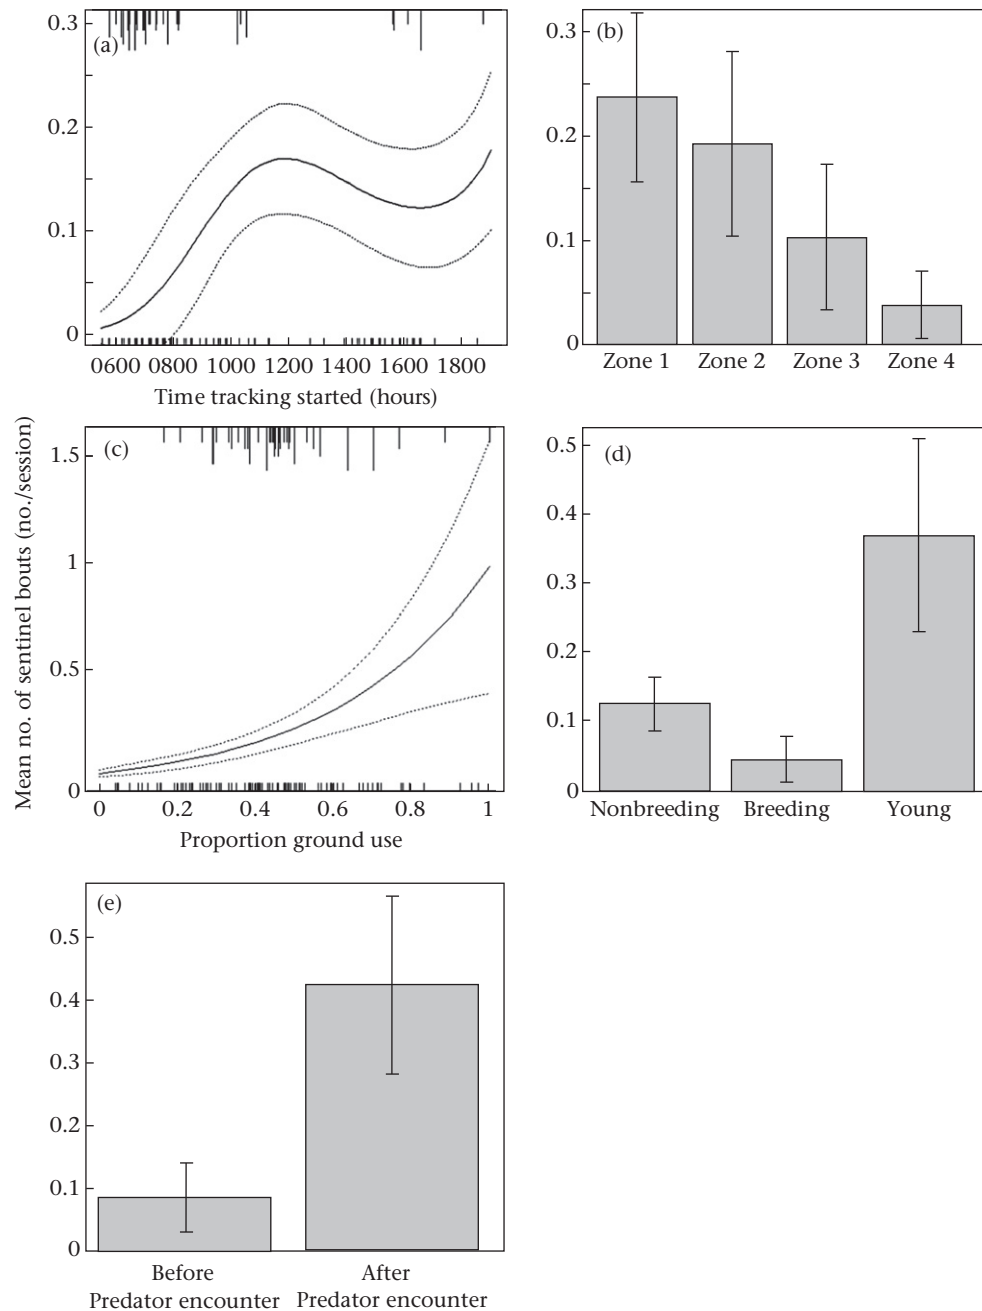 Mean no. of sentinel bouts (no./session)
(a)
0.3
0.2
0.1
0
0600 800 1000 1200 1400 1600 1800
Time tracking started (hours)
(b)
0.3
0.2
0.1
0
Zone 1 Zone 2 Zone 3 Zone 4
(c)
1.5
1
0.5
0
0 0.2 0.4 0.6 0.8 1
Proportion ground use
(d)
0.5
0.4
0.3
0.2
0.1
0
Nonbreeding Breeding Young
(e)
0.5
0.4
0.3
0.2
0.1
0
Before After
Predator encounter Predator encounter